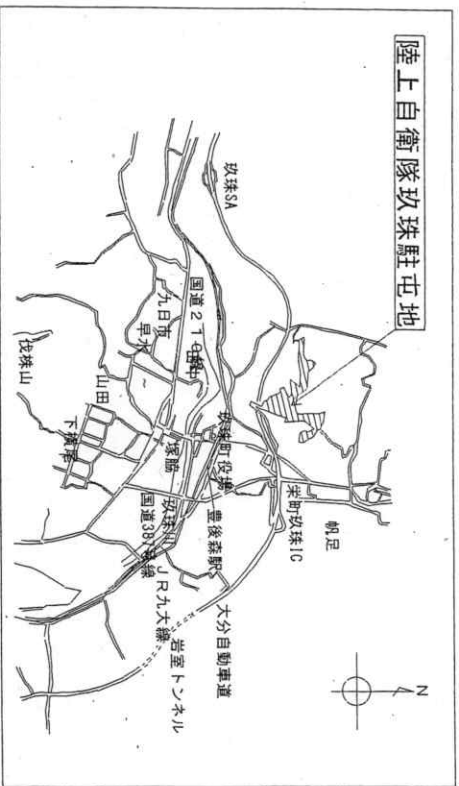 陸上自衛隊玖珠駐屯地
N
玖珠SA
帆足
栄町玖珠IC
国道210号線
玖珠町役場
豊後森駅
大分自動車道
九日市
早水
塚脇
玖珠川
国道387号線
JR九大線
岩室トンネル
山田
下横尾
伐株山